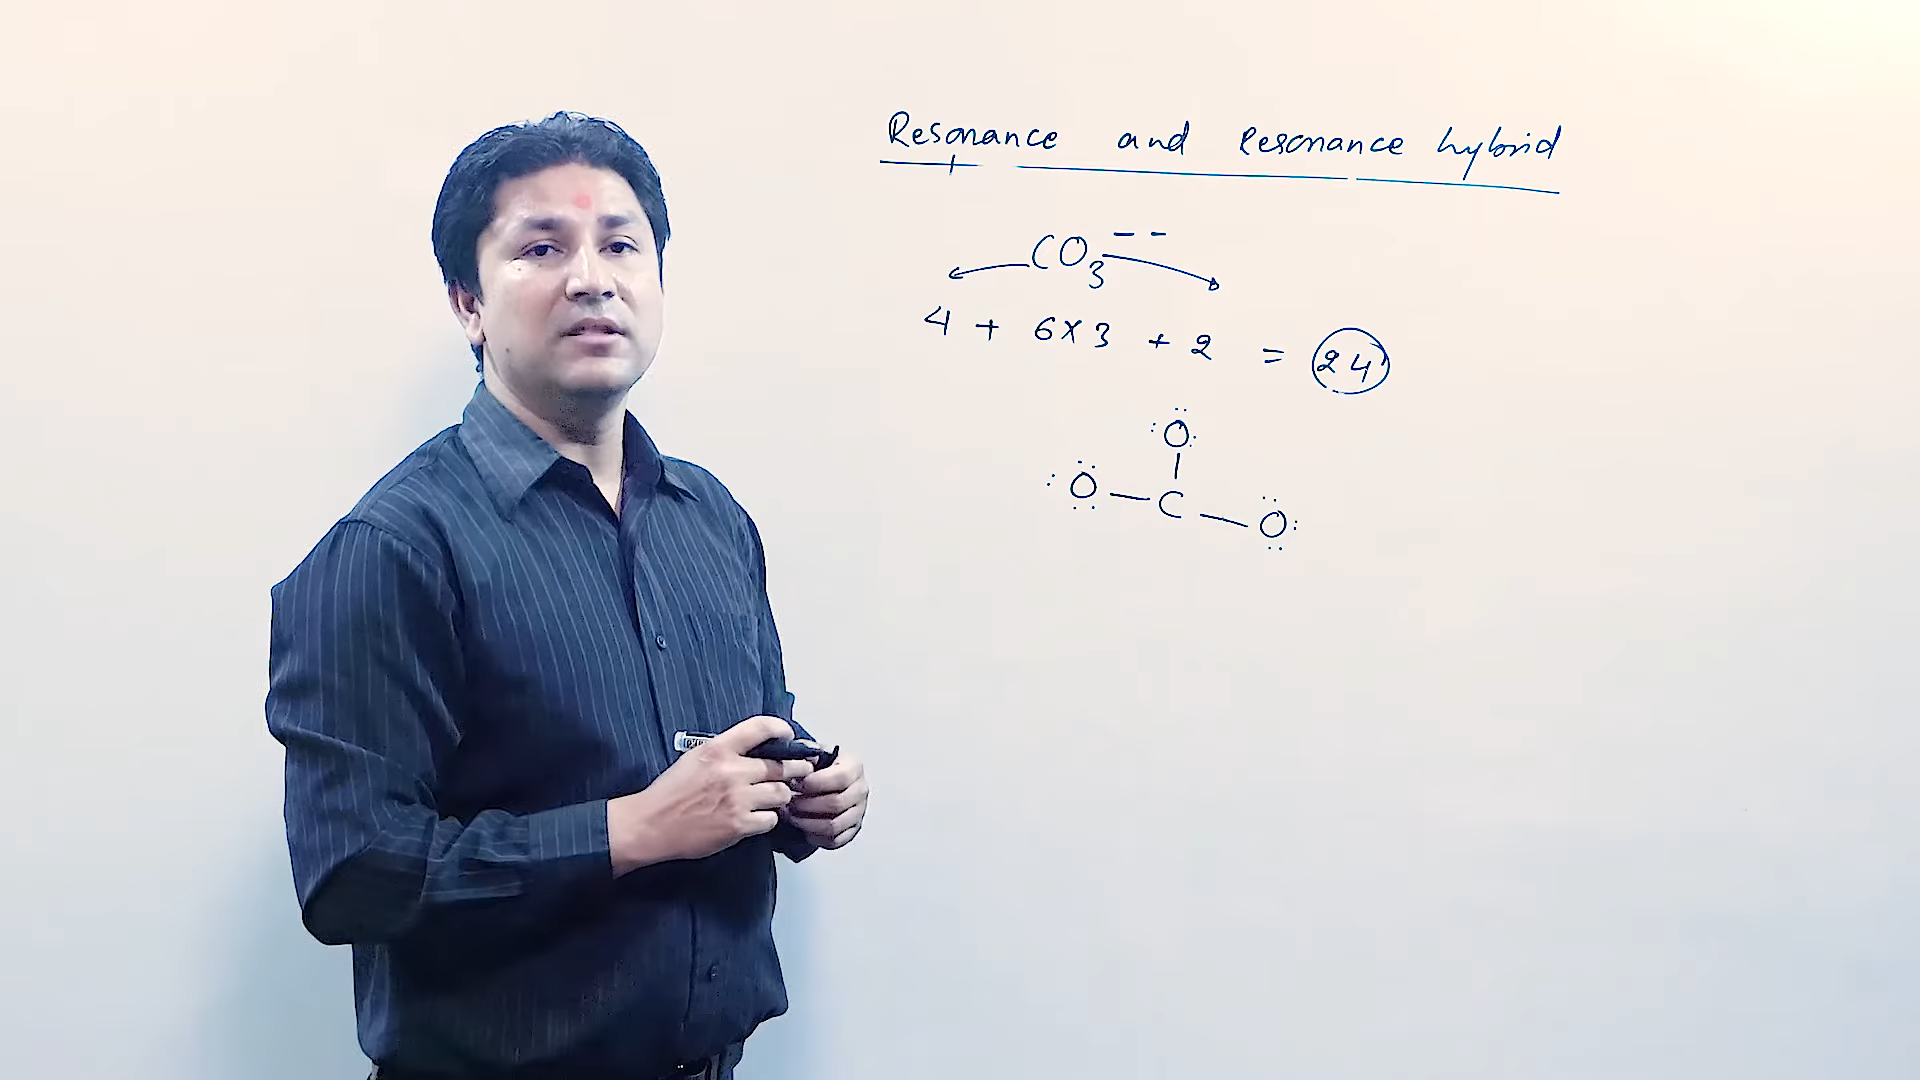 Resonance and Resonance hybrid
CO3--
4 + 6x3 + 2 = 24
:Ö:
:Ö — C — Ö: